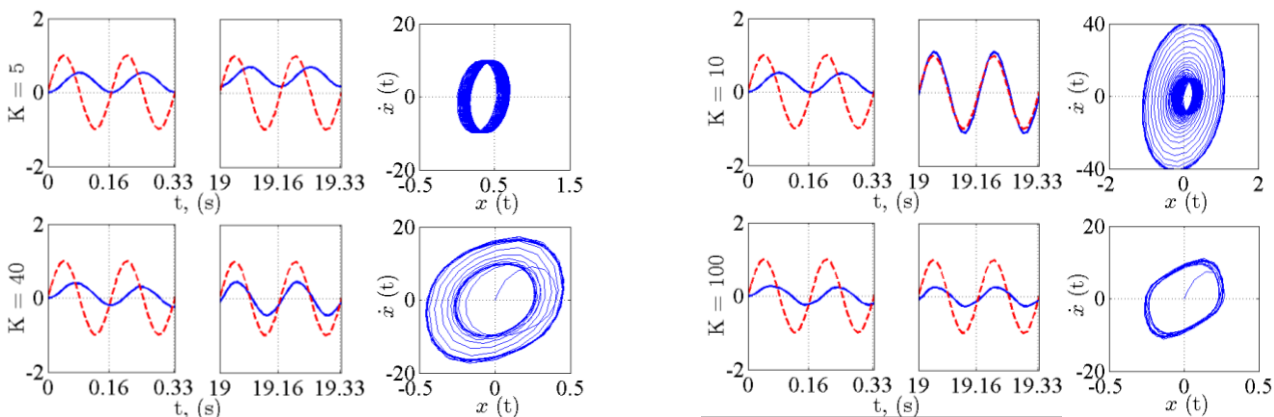 K = 5
2
0
-2
0 0.16 0.33
19 19.16 19.33
t, (s)
ẋ (t)
20
0
-20
-0.5 0.5 1.5
x (t)
K = 10
2
0
-2
0 0.16 0.33
19 19.16 19.33
t, (s)
ẋ (t)
40
0
-40
-2 0 2
x (t)
K = 40
2
0
-2
0 0.16 0.33
19 19.16 19.33
t, (s)
ẋ (t)
20
0
-20
-0.5 0 0.5
x (t)
K = 100
2
0
-2
0 0.16 0.33
19 19.16 19.33
t, (s)
ẋ (t)
20
0
-20
-0.5 0 0.5
x (t)